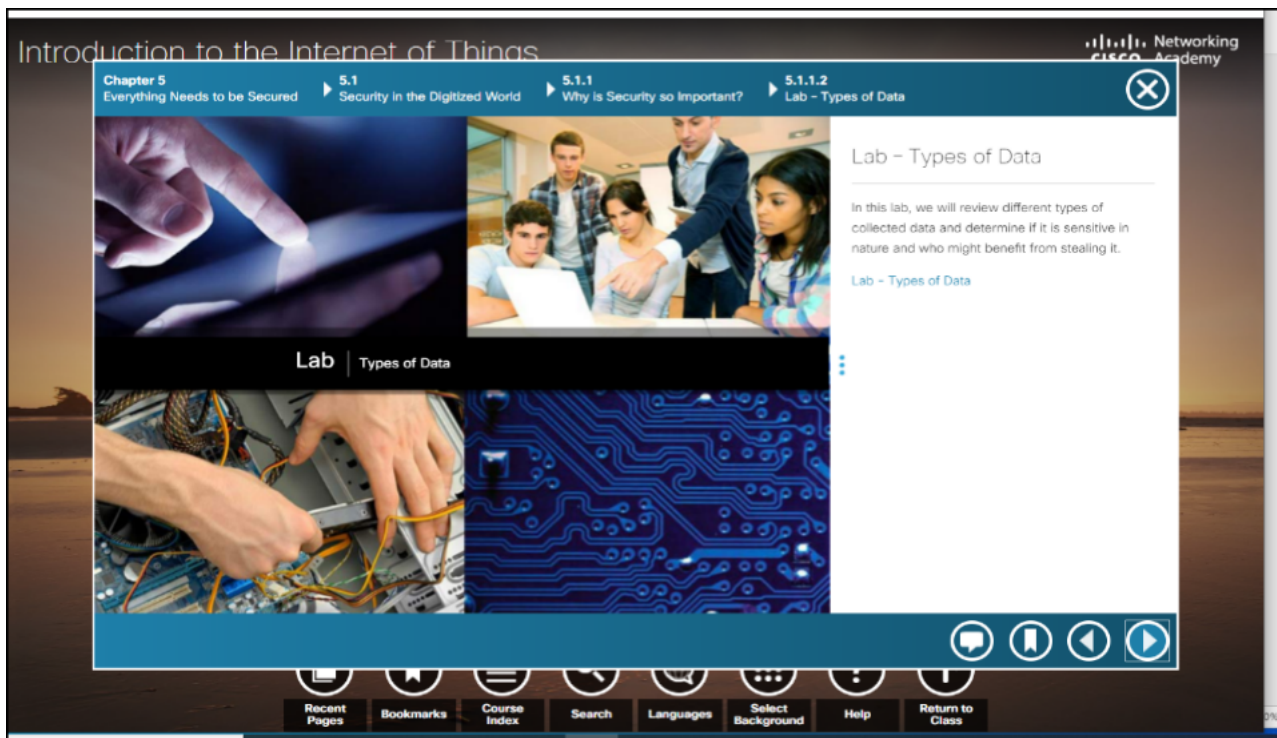 Introduction to the Internet of Things
Networking
CISCO Academy
Chapter 5
Everything Needs to be Secured
5.1
Security in the Digitized World
5.1.1
Why is Security so Important?
5.1.1.2
Lab – Types of Data
Lab – Types of Data
In this lab, we will review different types of
collected data and determine if it is sensitive in
nature and who might benefit from stealing it.
Lab – Types of Data
Lab | Types of Data
Recent
Pages
Bookmarks
Course
Index
Search
Languages
Select
Background
Help
Return to
Class